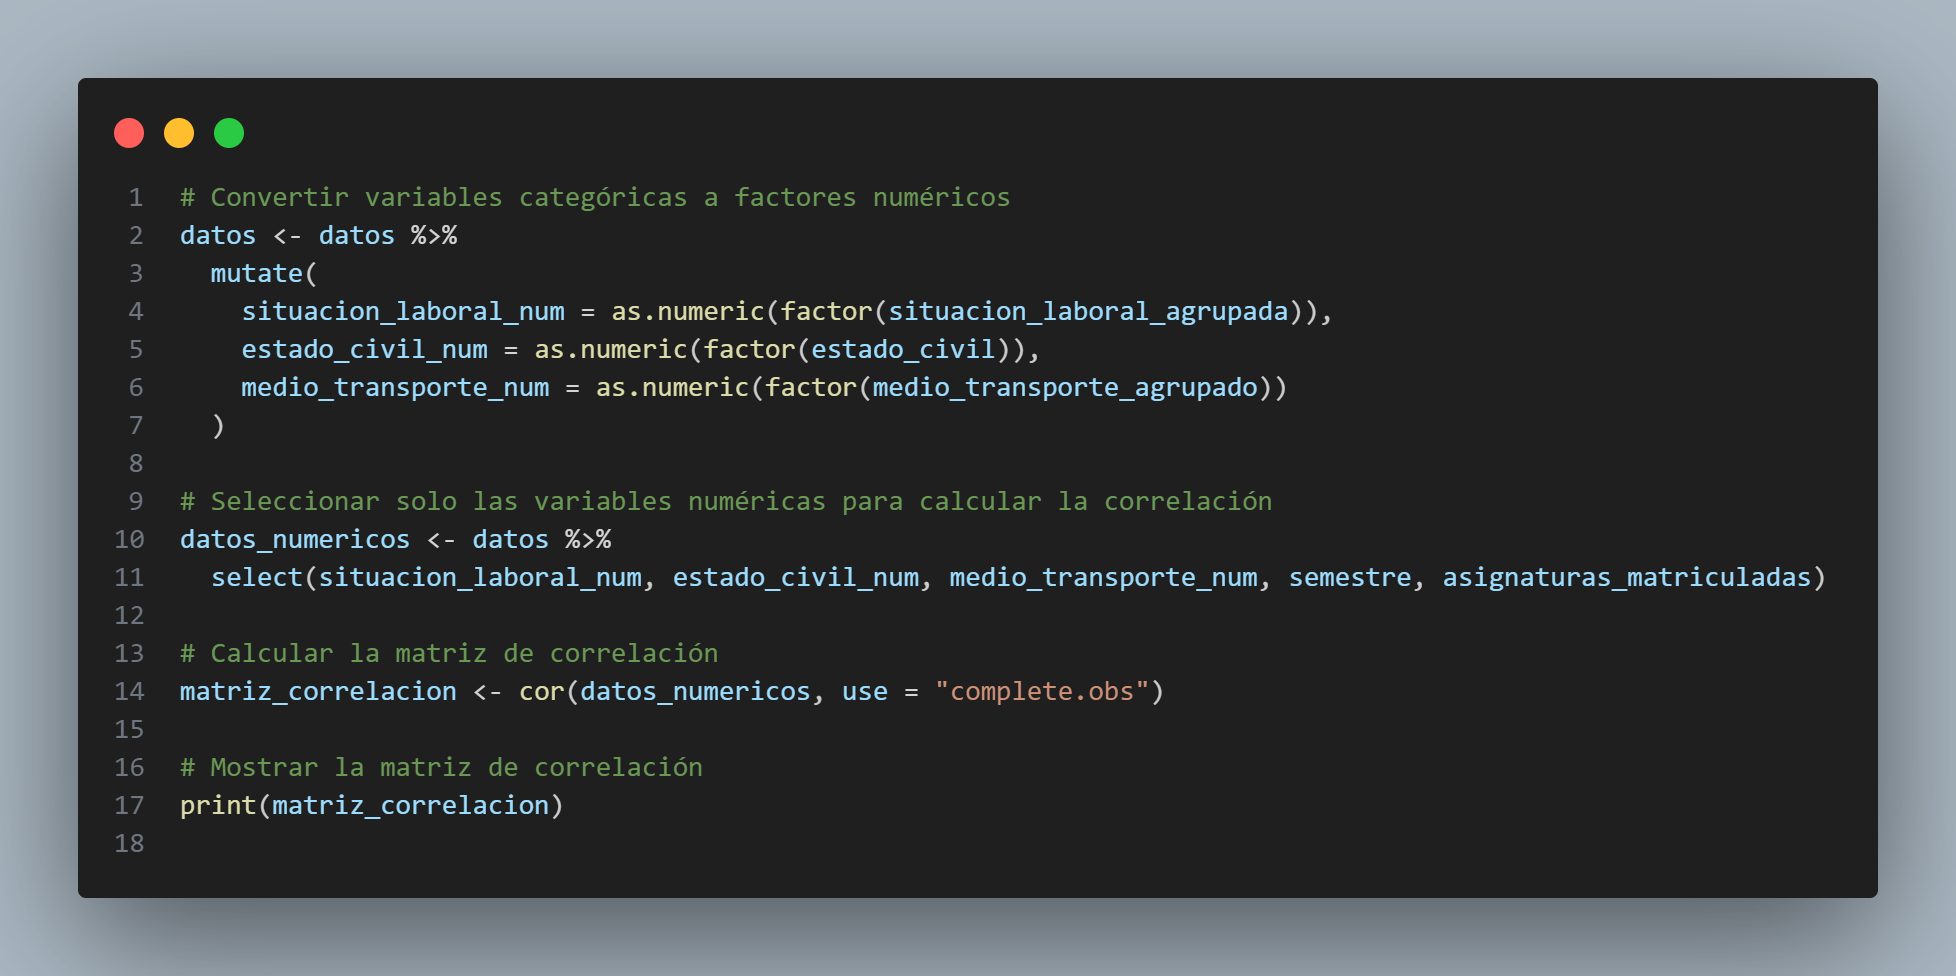 1 # Convertir variables categóricas a factores numéricos
2 datos <- datos %>%
3   mutate(
4     situacion_laboral_num = as.numeric(factor(situacion_laboral_agrupada)),
5     estado_civil_num = as.numeric(factor(estado_civil)),
6     medio_transporte_num = as.numeric(factor(medio_transporte_agrupado))
7   )
8
9 # Seleccionar solo las variables numéricas para calcular la correlación
10 datos_numericos <- datos %>%
11   select(situacion_laboral_num, estado_civil_num, medio_transporte_num, semestre, asignaturas_matriculadas)
12
13 # Calcular la matriz de correlación
14 matriz_correlacion <- cor(datos_numericos, use = "complete.obs")
15
16 # Mostrar la matriz de correlación
17 print(matriz_correlacion)
18